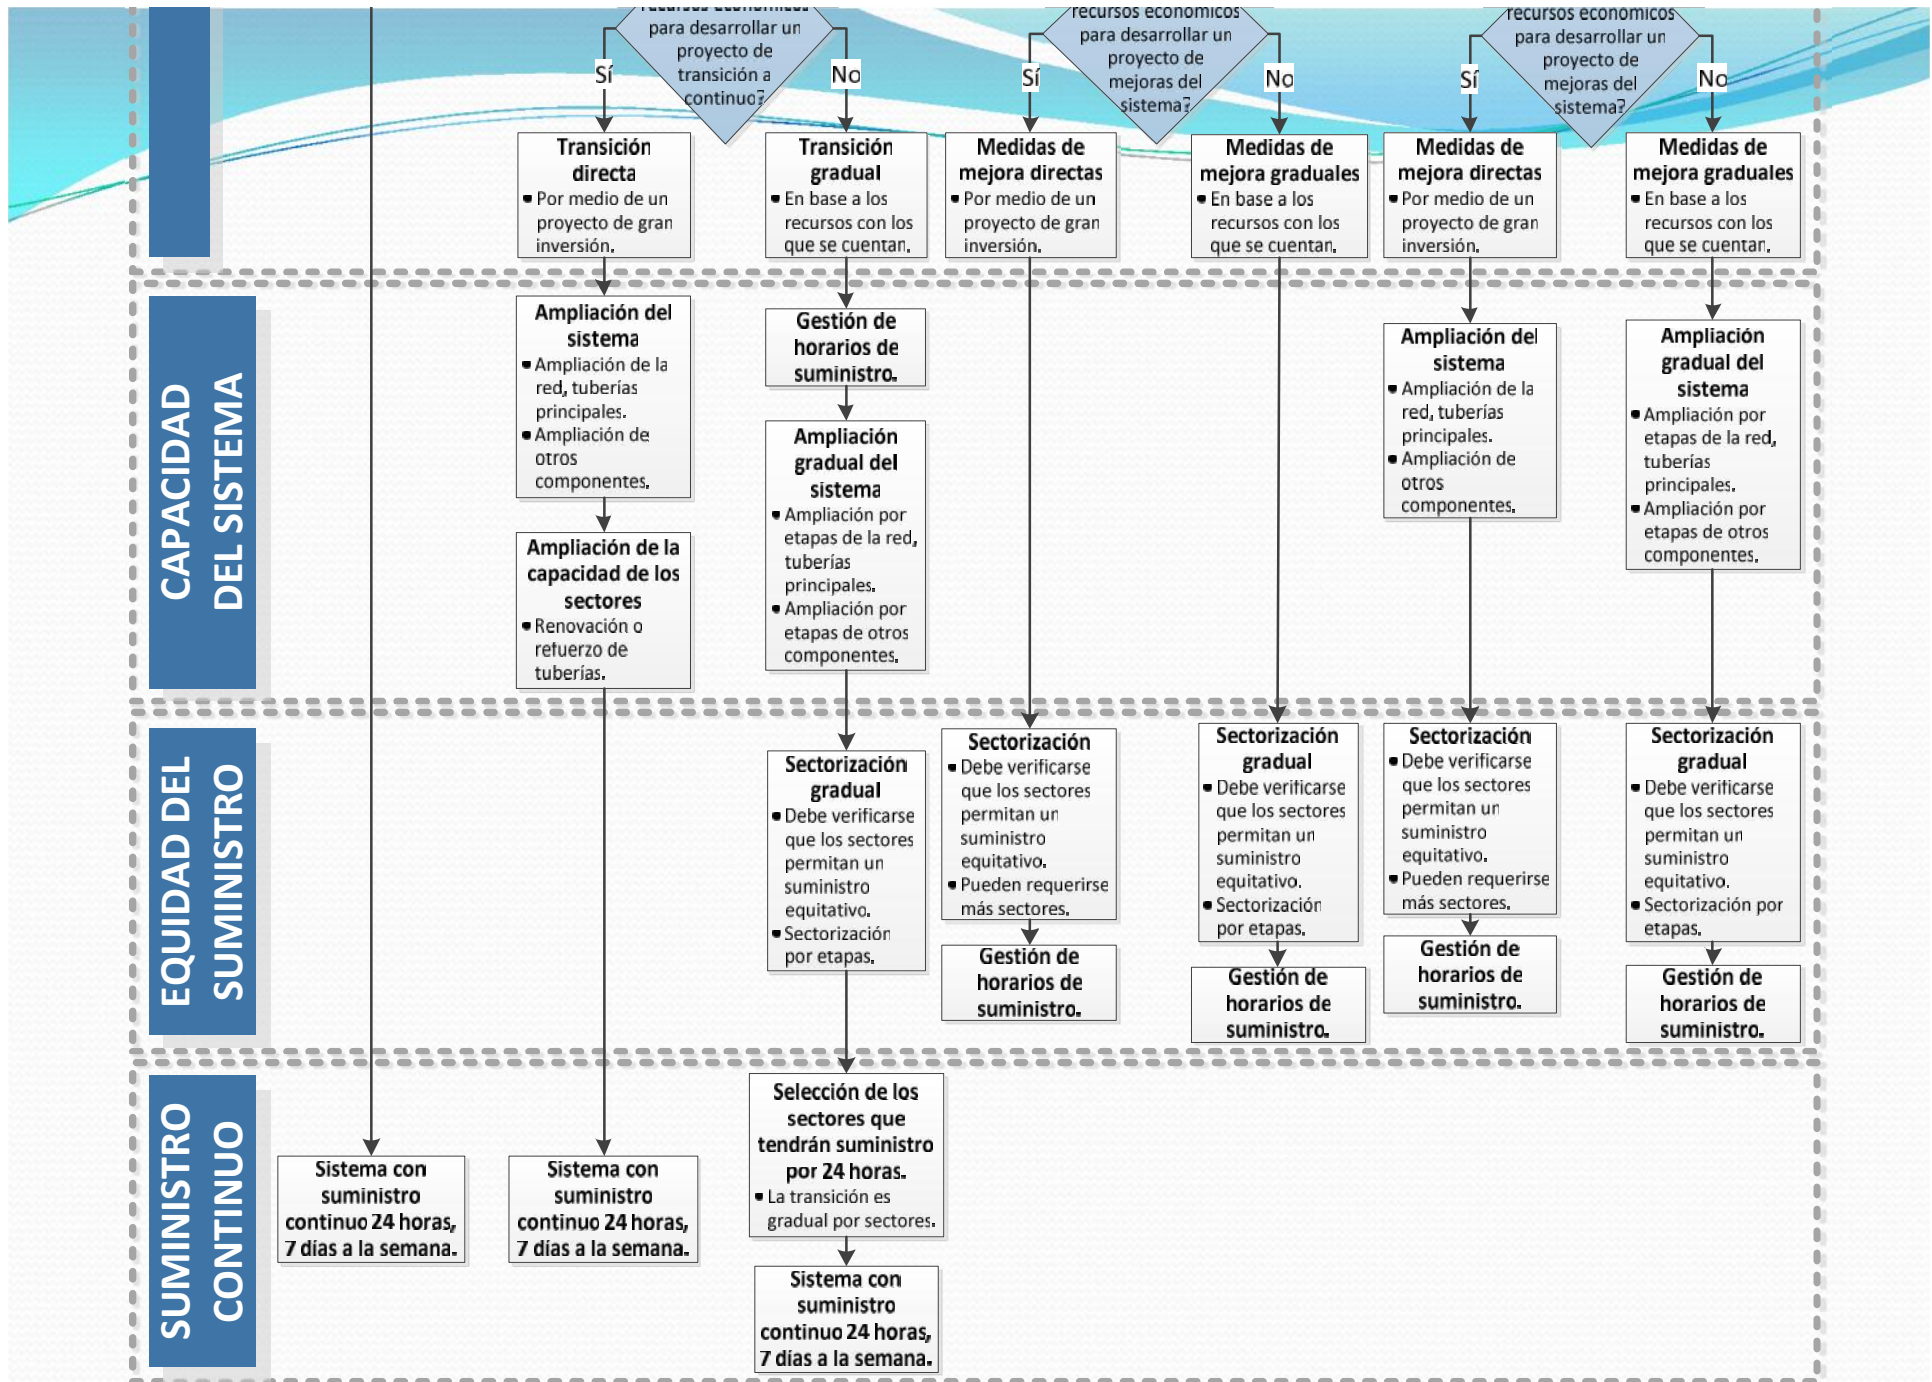 recursos económicos
para desarrollar un
proyecto de
transición a
continuo?
Sí
No
recursos económicos
para desarrollar un
proyecto de
mejoras del
sistema?
Sí
No
recursos económicos
para desarrollar un
proyecto de
mejoras del
sistema?
Sí
No
Transición
directa
▪ Por medio de un
proyecto de gran
inversión.
Transición
gradual
▪ En base a los
recursos con los
que se cuentan.
Medidas de
mejora directas
▪ Por medio de un
proyecto de gran
inversión.
Medidas de
mejora graduales
▪ En base a los
recursos con los
que se cuentan.
Medidas de
mejora directas
▪ Por medio de un
proyecto de gran
inversión.
Medidas de
mejora graduales
▪ En base a los
recursos con los
que se cuentan.
CAPACIDAD
DEL SISTEMA
Ampliación del
sistema
▪ Ampliación de la
red, tuberías
principales.
▪ Ampliación de
otros
componentes.
Ampliación de la
capacidad de los
sectores
▪ Renovación o
refuerzo de
tuberías.
Gestión de
horarios de
suministro.
Ampliación
gradual del
sistema
▪ Ampliación por
etapas de la red,
tuberías
principales.
▪ Ampliación por
etapas de otros
componentes.
Ampliación del
sistema
▪ Ampliación de la
red, tuberías
principales.
▪ Ampliación de
otros
componentes.
Ampliación
gradual del
sistema
▪ Ampliación por
etapas de la red,
tuberías
principales.
▪ Ampliación por
etapas de otros
componentes.
EQUIDAD DEL
SUMINISTRO
Sectorización
gradual
▪ Debe verificarse
que los sectores
permitan un
suministro
equitativo.
▪ Sectorización
por etapas.
Sectorización
▪ Debe verificarse
que los sectores
permitan un
suministro
equitativo.
▪ Pueden requerirse
más sectores.
Gestión de
horarios de
suministro.
Sectorización
gradual
▪ Debe verificarse
que los sectores
permitan un
suministro
equitativo.
▪ Sectorización
por etapas.
Gestión de
horarios de
suministro.
Sectorización
▪ Debe verificarse
que los sectores
permitan un
suministro
equitativo.
▪ Pueden requerirse
más sectores.
Gestión de
horarios de
suministro.
Sectorización
gradual
▪ Debe verificarse
que los sectores
permitan un
suministro
equitativo.
▪ Sectorización por
etapas.
Gestión de
horarios de
suministro.
SUMINISTRO
CONTINUO
Sistema con
suministro
continuo 24 horas,
7 días a la semana.
Sistema con
suministro
continuo 24 horas,
7 días a la semana.
Selección de los
sectores que
tendrán suministro
por 24 horas.
▪ La transición es
gradual por sectores.
Sistema con
suministro
continuo 24 horas,
7 días a la semana.